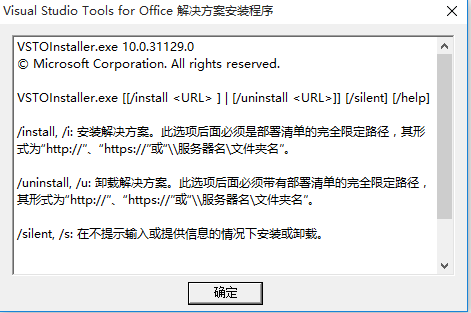 Visual Studio Tools for Office 解决方案安装程序
VSTOInstaller.exe 10.0.31129.0
© Microsoft Corporation. All rights reserved.
VSTOInstaller.exe [[/install <URL> ] | [/uninstall <URL>]] [/silent] [/help]
/install, /i: 安装解决方案。此选项后面必须是部署清单的完全限定路径，其形
式为“http://”、“https://”或“\\服务器名\文件夹名”。
/uninstall, /u: 卸载解决方案。此选项后面必须带有部署清单的完全限定路径，
其形式为“http://”、“https://”或“\\服务器名\文件夹名”。
/silent, /s: 在不提示输入或提供信息的情况下安装或卸载。
确定